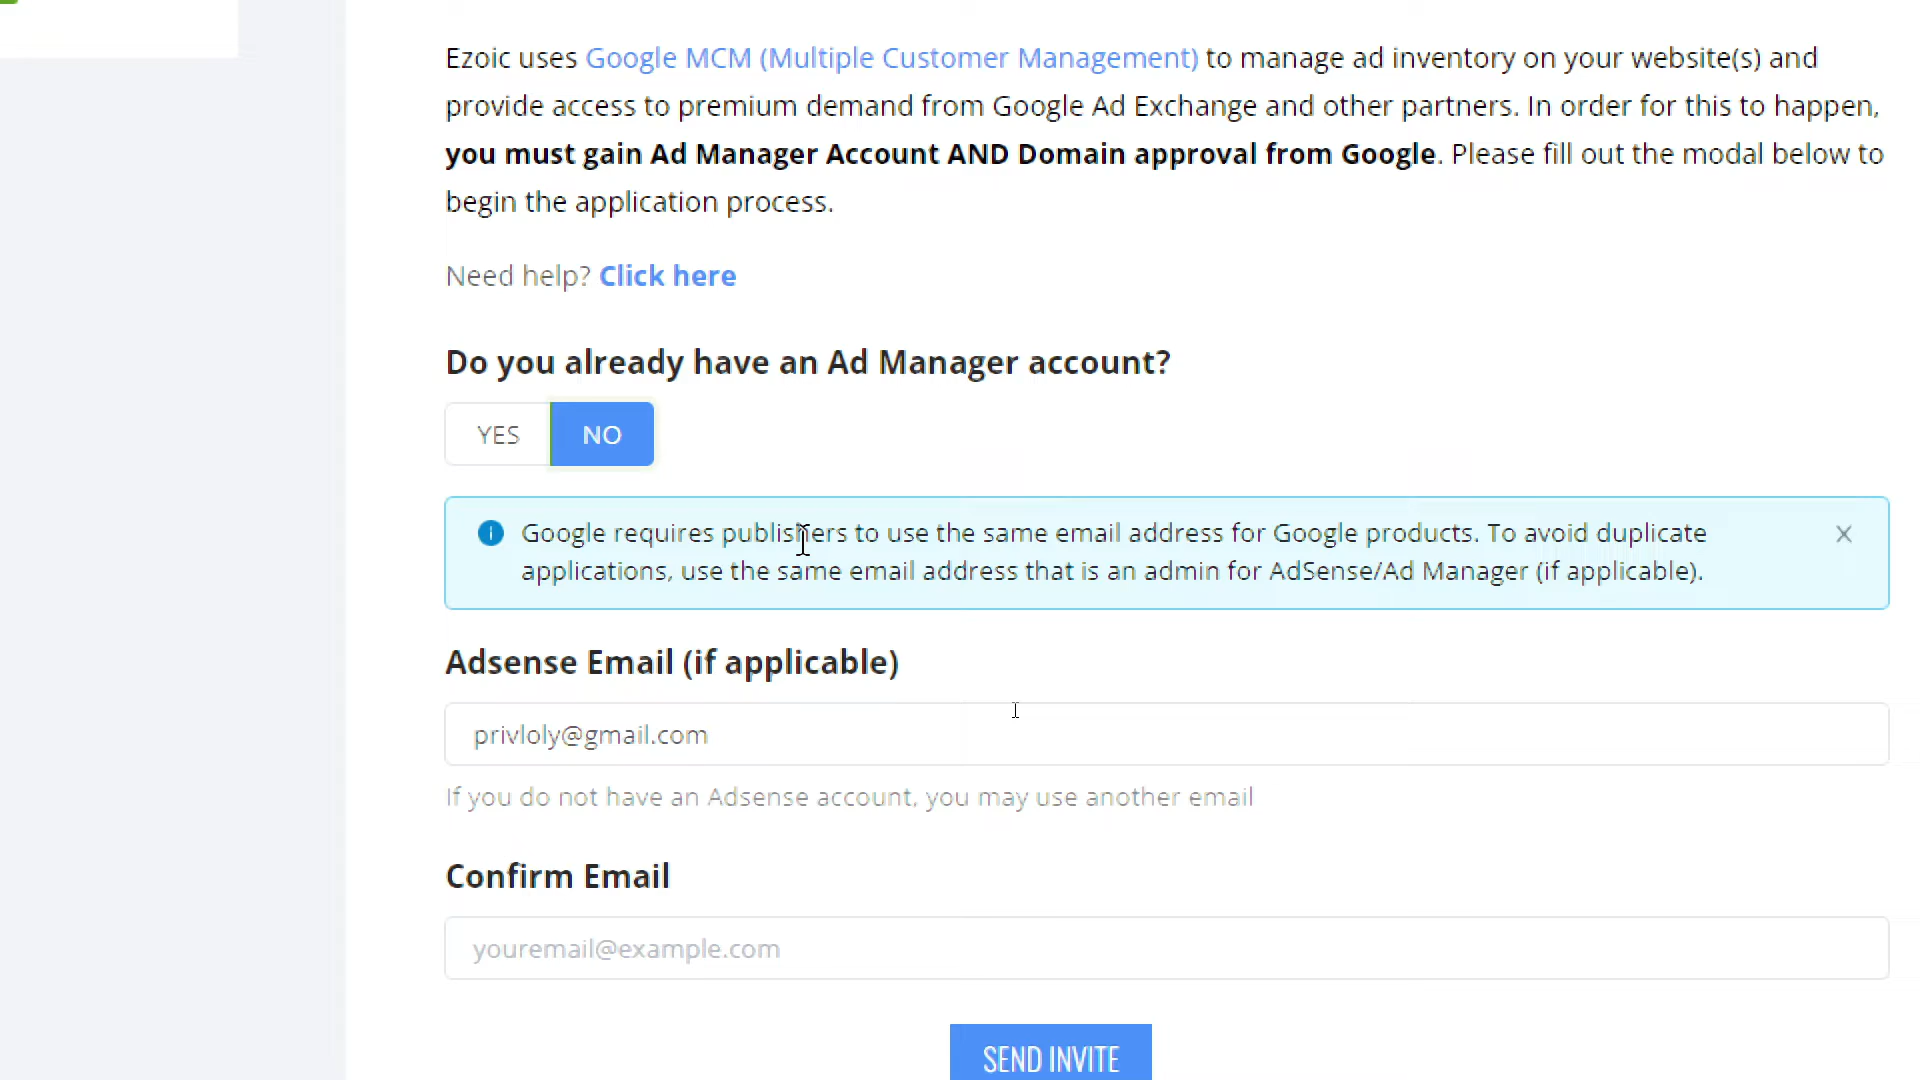 Ezoic uses Google MCM (Multiple Customer Management) to manage ad inventory on your website(s) and
provide access to premium demand from Google Ad Exchange and other partners. In order for this to happen,
you must gain Ad Manager Account AND Domain approval from Google. Please fill out the modal below to
begin the application process.
Need help? Click here
Do you already have an Ad Manager account?
YES NO
Google requires publishers to use the same email address for Google products. To avoid duplicate
applications, use the same email address that is an admin for AdSense/Ad Manager (if applicable).
Adsense Email (if applicable)
privloly@gmail.com
If you do not have an Adsense account, you may use another email
Confirm Email
youremail@example.com
SEND INVITE